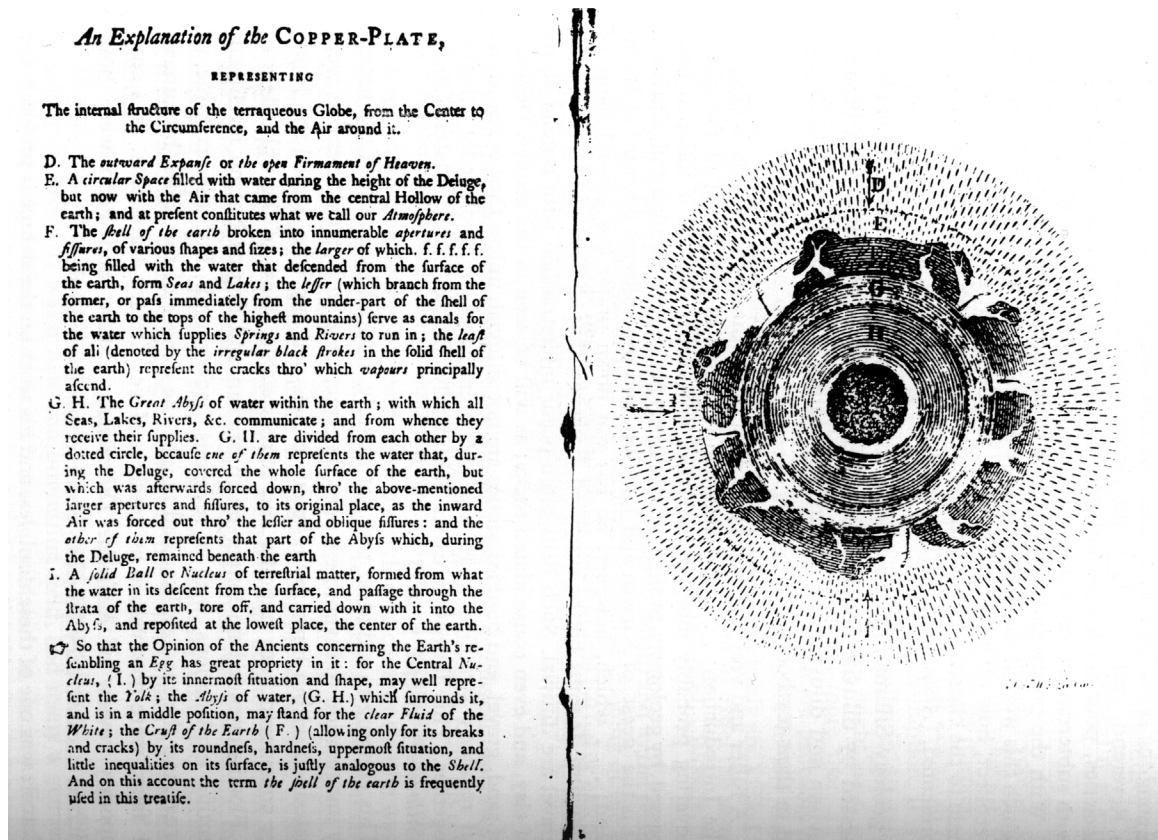 An Explanation of the COPPER-PLATE,
REPRESENTING
The internal ſtructure of the terraqueous Globe, from the Center to
the Circumference, and the Air around it.
D. The outward Expanſe or the open Firmament of Heaven.
E. A circular Space filled with water during the height of the Deluge,
but now with the Air that came from the central Hollow of the
earth; and at preſent conſtitutes what we call our Atmoſphere.
F. The ſhell of the earth broken into innumerable apertures and
fiſſures, of various ſhapes and ſizes; the larger of which. f. f. f. f. f.
being filled with the water that deſcended from the ſurface of
the earth, form Seas and Lakes; the leſſer (which branch from the
former, or paſs immediately from the under-part of the ſhell of
the earth to the tops of the higheſt mountains) ſerve as canals for
the water which ſupplies Springs and Rivers to run in; the leaſt
of all (denoted by the irregular black ſtrokes in the ſolid ſhell of
the earth) repreſent the cracks thro' which vapours principally
aſcend.
G. H. The Great Abyſs of water within the earth; with which all
Seas, Lakes, Rivers, &c. communicate; and from whence they
receive their ſupplies. G. H. are divided from each other by a
dotted circle, becauſe one of them repreſents the water that, dur-
ing the Deluge, covered the whole ſurface of the earth, but
which was afterwards forced down, thro' the above-mentioned
larger apertures and fiſſures, to its original place, as the inward
Air was forced out thro' the leſſer and oblique fiſſures: and the
other of them repreſents that part of the Abyſs which, during
the Deluge, remained beneath the earth
I. A ſolid Ball or Nucleus of terreſtrial matter, formed from what
the water in its deſcent from the ſurface, and paſſage through the
ſtrata of the earth, tore off, and carried down with it into the
Abyſs, and repoſited at the loweſt place, the center of the earth.
☞ So that the Opinion of the Ancients concerning the Earth's re-
ſembling an Egg has great propriety in it: for the Central Nu-
cleus, (I.) by its innermoſt ſituation and ſhape, may well repre-
ſent the Yolk; the Abyſs of water, (G. H.) which ſurrounds it,
and is in a middle poſition, may ſtand for the clear Fluid of the
White; the Cruſt of the Earth (F.) (allowing only for its breaks
and cracks) by its roundneſs, hardneſs, uppermoſt ſituation, and
little inequalities on its ſurface, is juſtly analogous to the Shell.
And on this account the term the ſhell of the earth is frequently
uſed in this treatiſe.
D
E
G
H
I